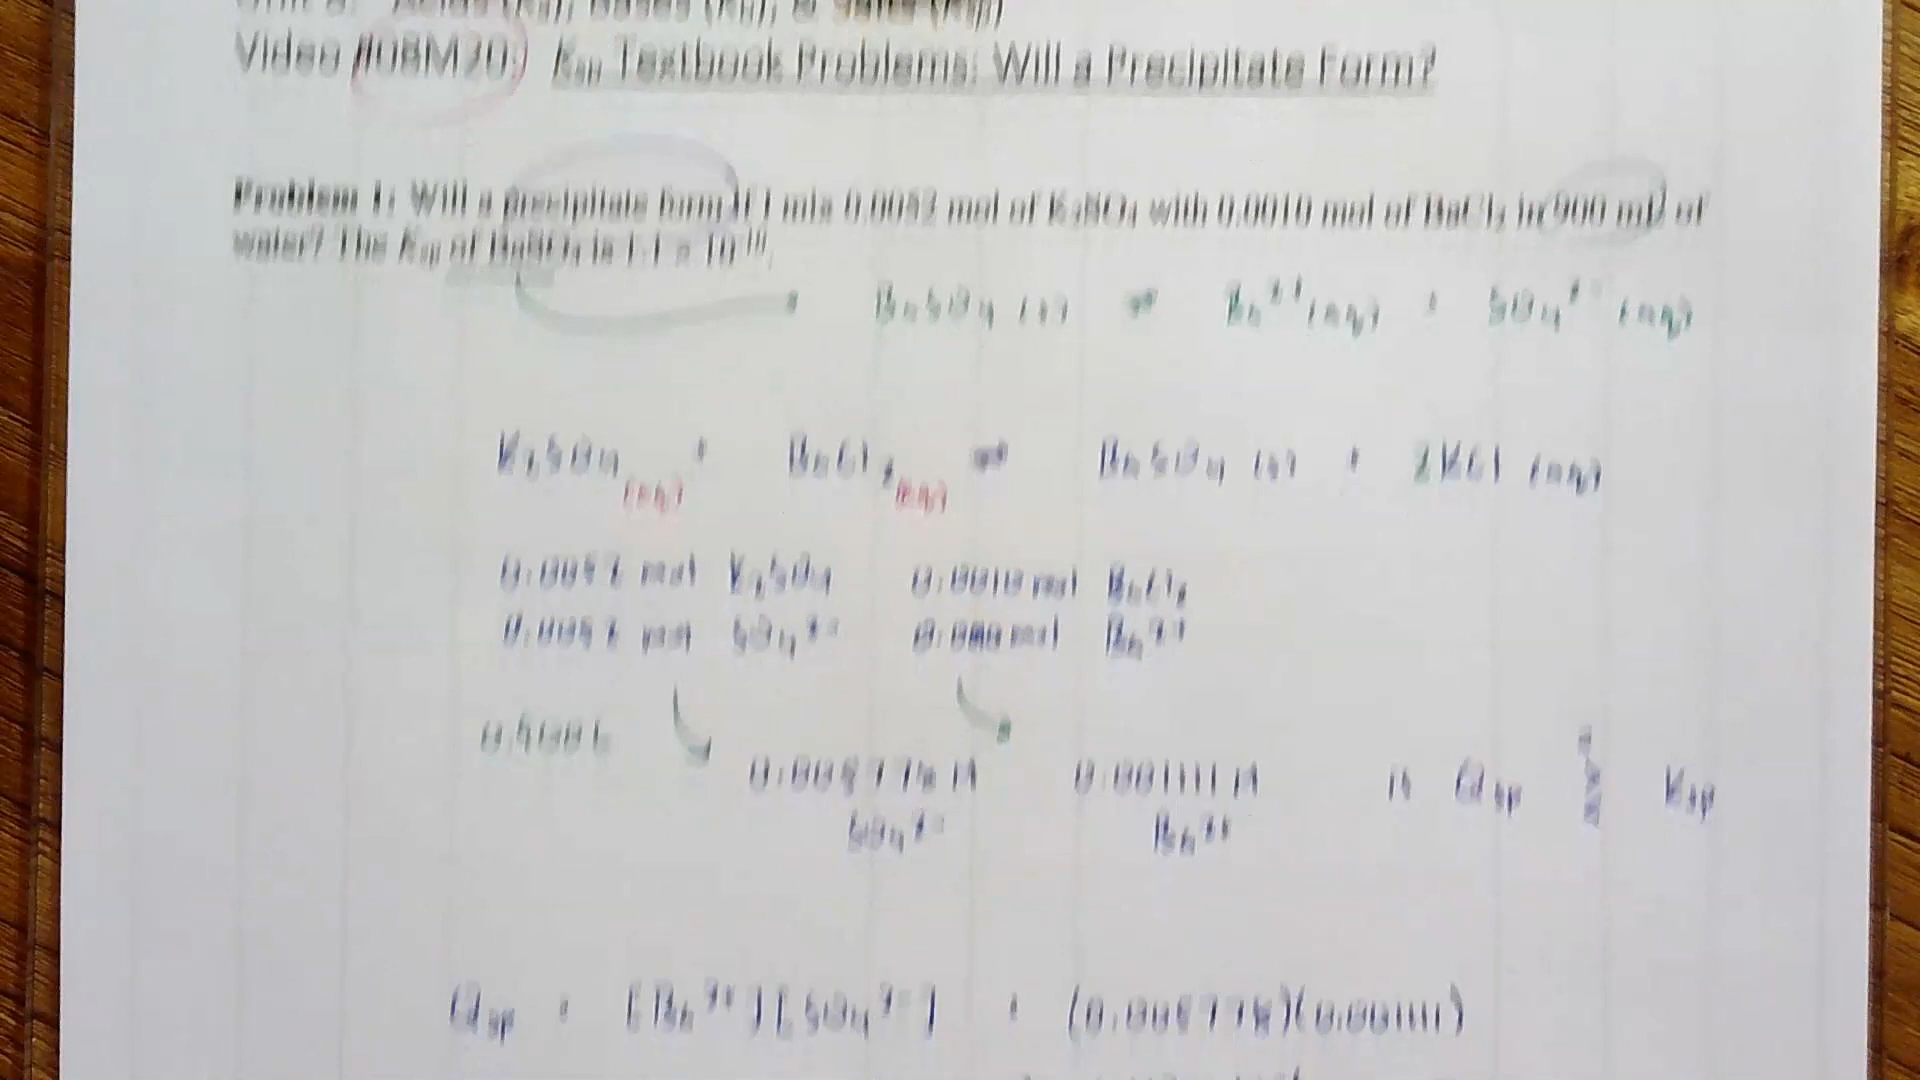 Video #08M20: Ksp Textbook Problems: Will a Precipitate Form?
Problem 1: Will a precipitate form if I mix 0.0052 mol of K₂SO₄ with 0.0010 mol of BaCl₂ in 900 mL of
water? The Ksp of BaSO₄ is 1.1 × 10⁻¹⁰.
BaSO₄ (s) ⇌ Ba²⁺ (aq) + SO₄²⁻ (aq)
K₂SO₄ (aq) + BaCl₂ (aq) ⇌ BaSO₄ (s) + 2KCl (aq)
0.0052 mol K₂SO₄ 0.0010 mol BaCl₂
0.0052 mol SO₄²⁻ mol Ba²⁺
0.900 L
0.005778 M 0.001111 M is Qsp Ksp
SO₄²⁻ Ba²⁺
Qsp = [Ba²⁺][SO₄²⁻] = (0.005778)(0.001111)